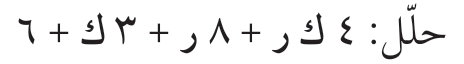 حلّل: ٤ ك ر + ٨ ر + ٣ ك + ٦